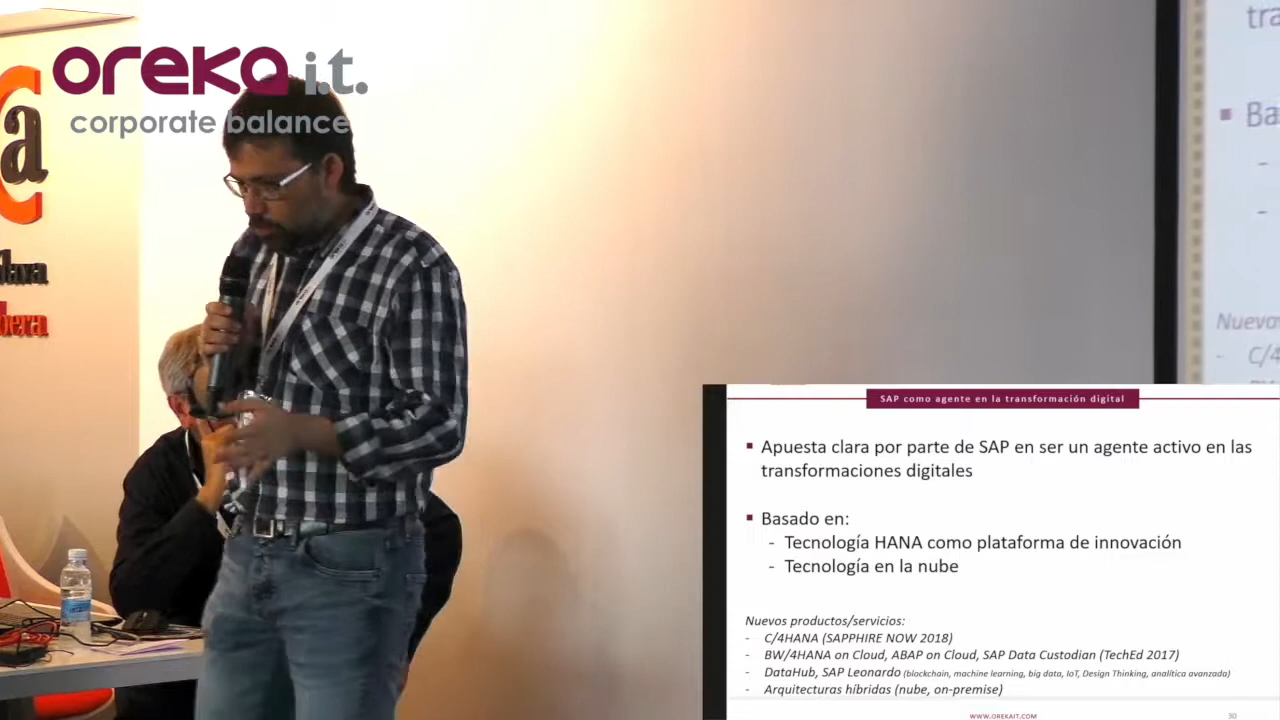 oreka i.t.
corporate balance
a
bera
tra
Nuevo
C/4
SAP como agente en la transformación digital
▪ Apuesta clara por parte de SAP en ser un agente activo en las
transformaciones digitales
▪ Basado en:
- Tecnología HANA como plataforma de innovación
- Tecnología en la nube
Nuevos productos/servicios:
- C/4HANA (SAPPHIRE NOW 2018)
- BW/4HANA on Cloud, ABAP on Cloud, SAP Data Custodian (TechEd 2017)
- DataHub, SAP Leonardo (blockchain, machine learning, big data, IoT, Design Thinking, analítica avanzada)
- Arquitecturas híbridas (nube, on-premise)
WWW.OREKAIT.COM
30